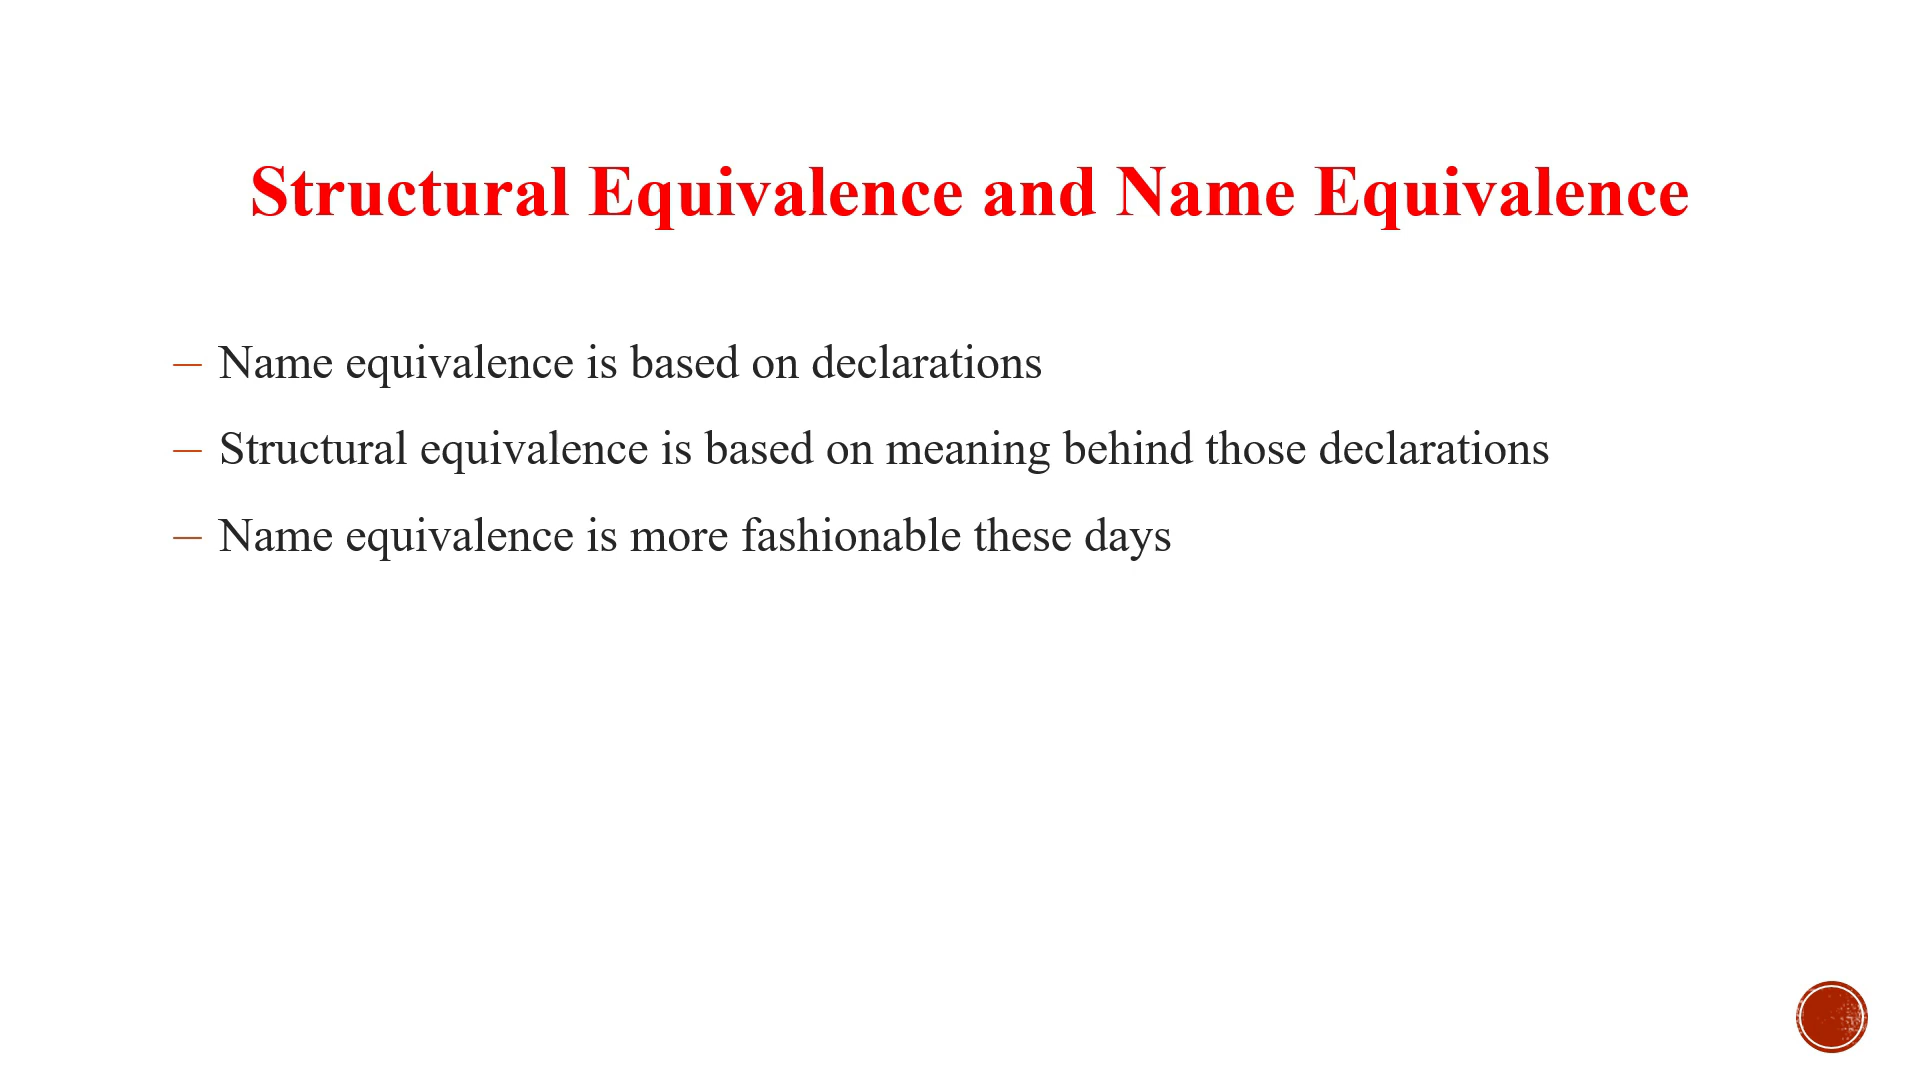 Structural Equivalence and Name Equivalence
– Name equivalence is based on declarations
– Structural equivalence is based on meaning behind those declarations
– Name equivalence is more fashionable these days